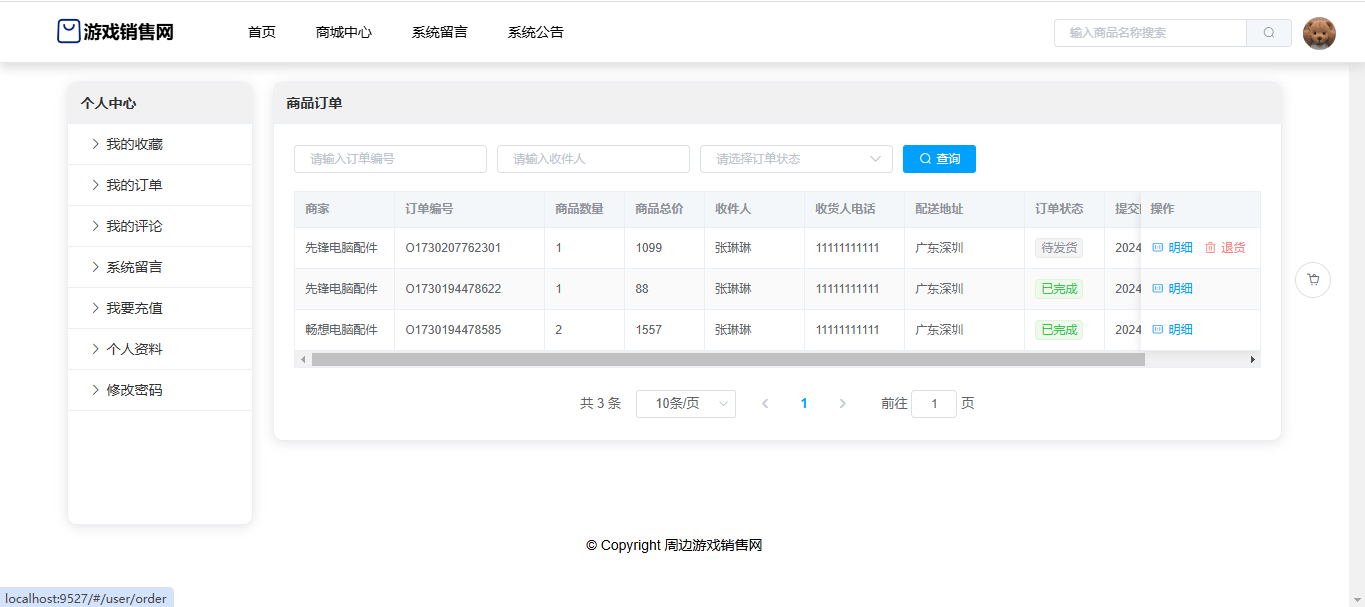 游戏销售网 首页 商城中心 系统留言 系统公告 输入商品名称搜索
个人中心
我的收藏
我的订单
我的评论
系统留言
我要充值
个人资料
修改密码
商品订单
请输入订单编号 请输入收件人 请选择订单状态 查询
商家 订单编号 商品数量 商品总价 收件人 收货人电话 配送地址 订单状态 提交 操作
先锋电脑配件 O1730207762301 1 1099 张琳琳 11111111111 广东深圳 待发货 2024 明细 退货
先锋电脑配件 O1730194478622 1 88 张琳琳 11111111111 广东深圳 已完成 2024 明细
畅想电脑配件 O1730194478585 2 1557 张琳琳 11111111111 广东深圳 已完成 2024 明细
共 3 条 10条/页 1 前往 1 页
© Copyright 周边游戏销售网
localhost:9527/#/user/order